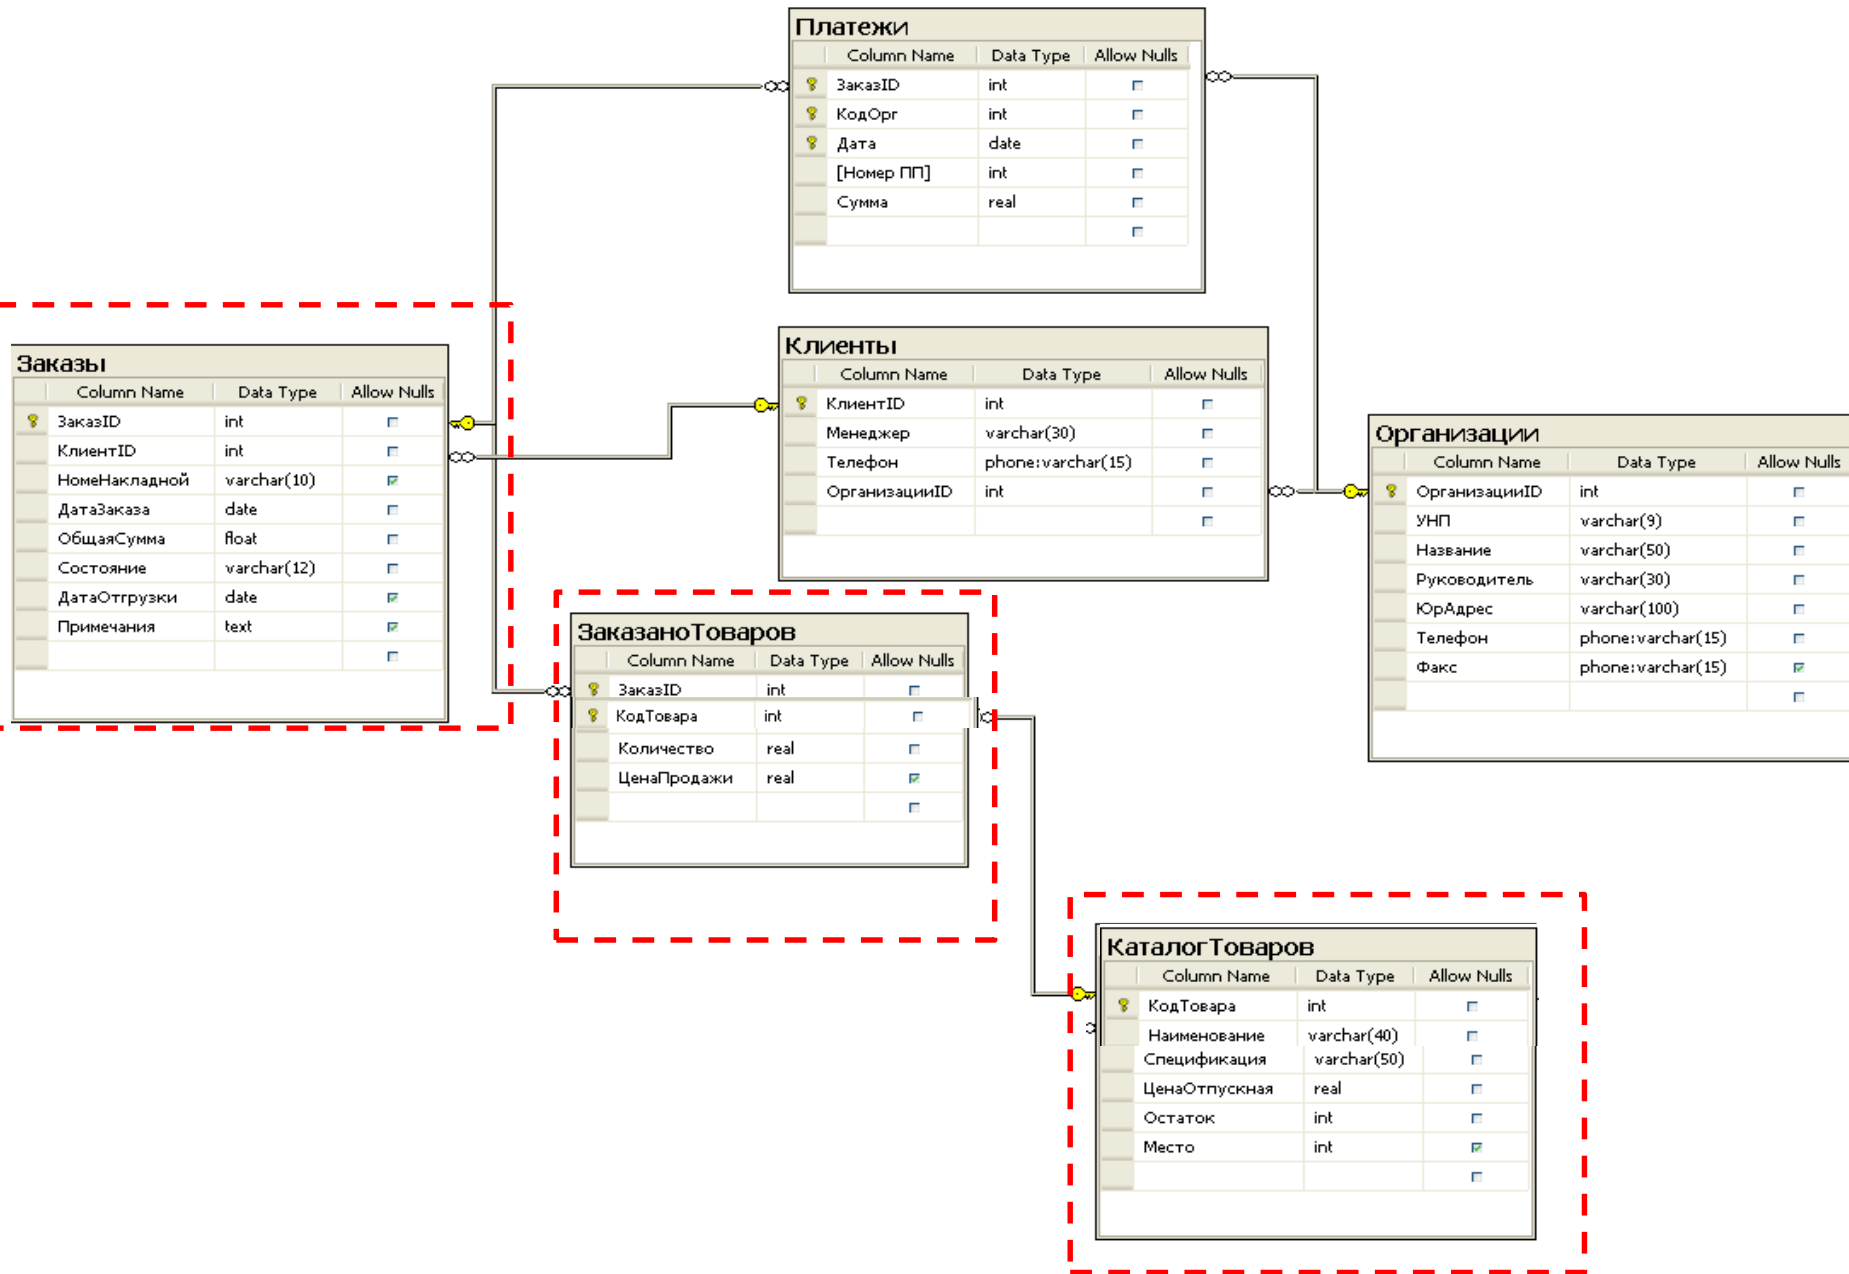 Платежи
Column Name Data Type Allow Nulls
ЗаказID int
КодОрг int
Дата date
[Номер ПП] int
Сумма real
Заказы
Column Name Data Type Allow Nulls
ЗаказID int
КлиентID int
НомеНакладной varchar(10)
ДатаЗаказа date
ОбщаяСумма float
Состояние varchar(12)
ДатаОтгрузки date
Примечания text
Клиенты
Column Name Data Type Allow Nulls
КлиентID int
Менеджер varchar(30)
Телефон phone:varchar(15)
ОрганизацииID int
Организации
Column Name Data Type Allow Nulls
ОрганизацииID int
УНП varchar(9)
Название varchar(50)
Руководитель varchar(30)
ЮрАдрес varchar(100)
Телефон phone:varchar(15)
Факс phone:varchar(15)
ЗаказаноТоваров
Column Name Data Type Allow Nulls
ЗаказID int
КодТовара int
Количество real
ЦенаПродажи real
КаталогТоваров
Column Name Data Type Allow Nulls
КодТовара int
Наименование varchar(40)
Спецификация varchar(50)
ЦенаОтпускная real
Остаток int
Место int